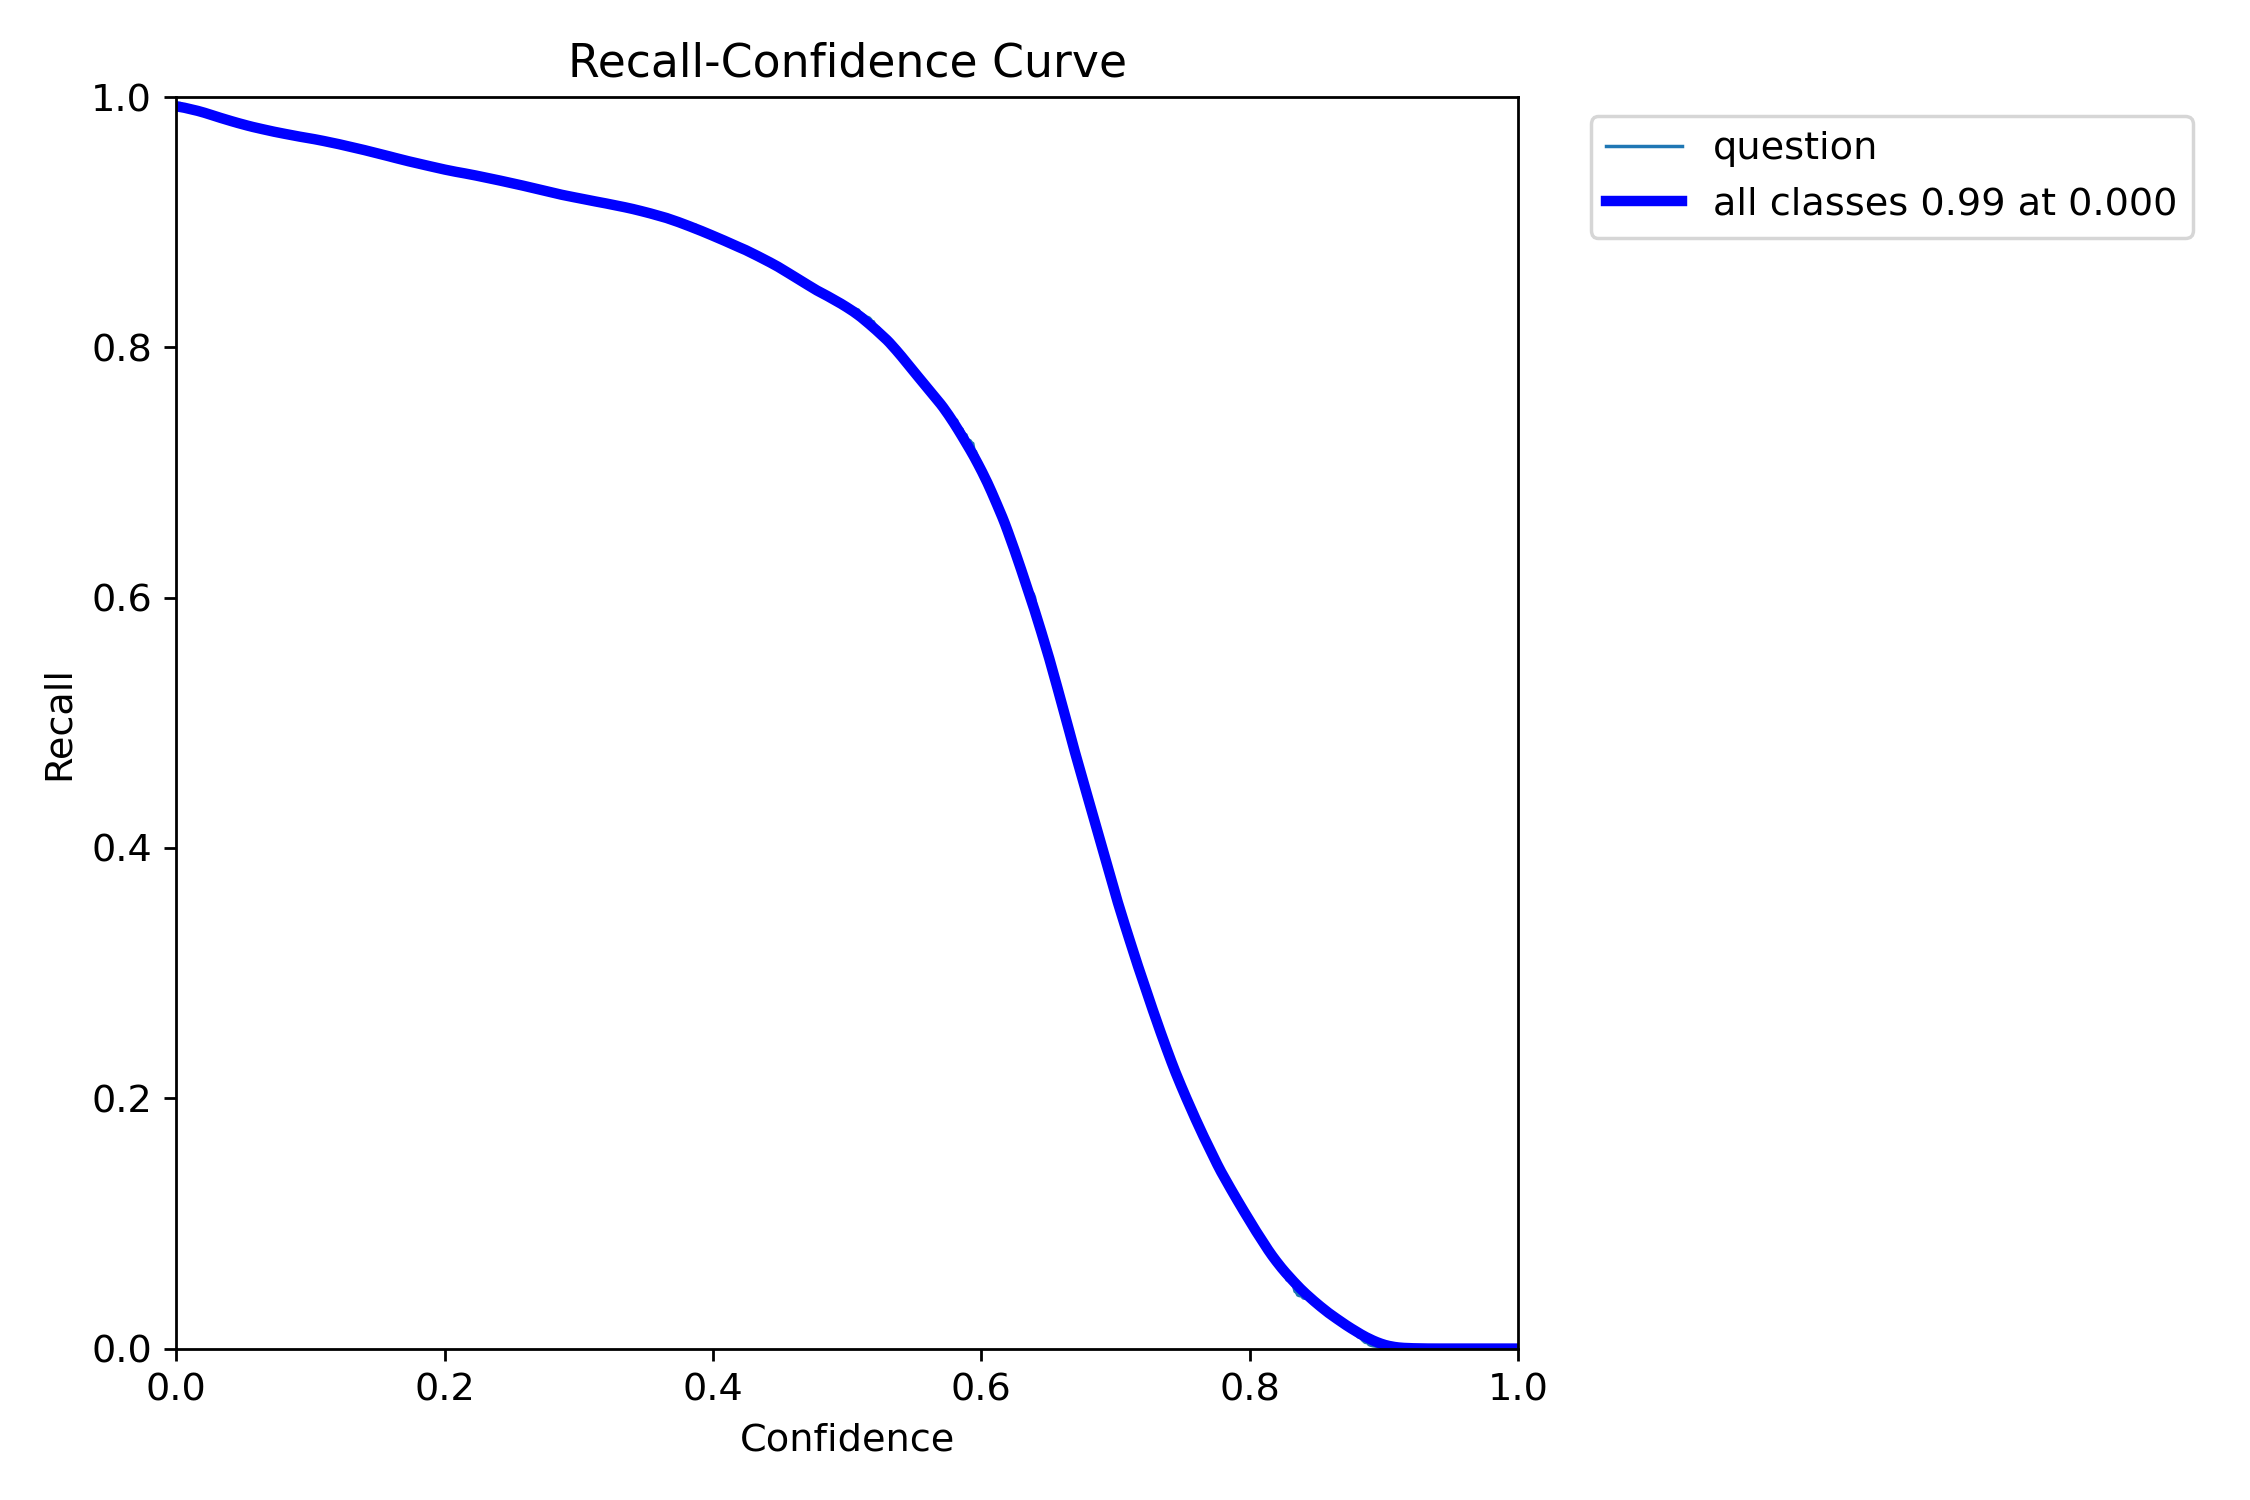 Recall-Confidence Curve
question
all classes 0.99 at 0.000
1.0
0.8
0.6
0.4
0.2
0.0
Recall
0.0 0.2 0.4 0.6 0.8 1.0
Confidence